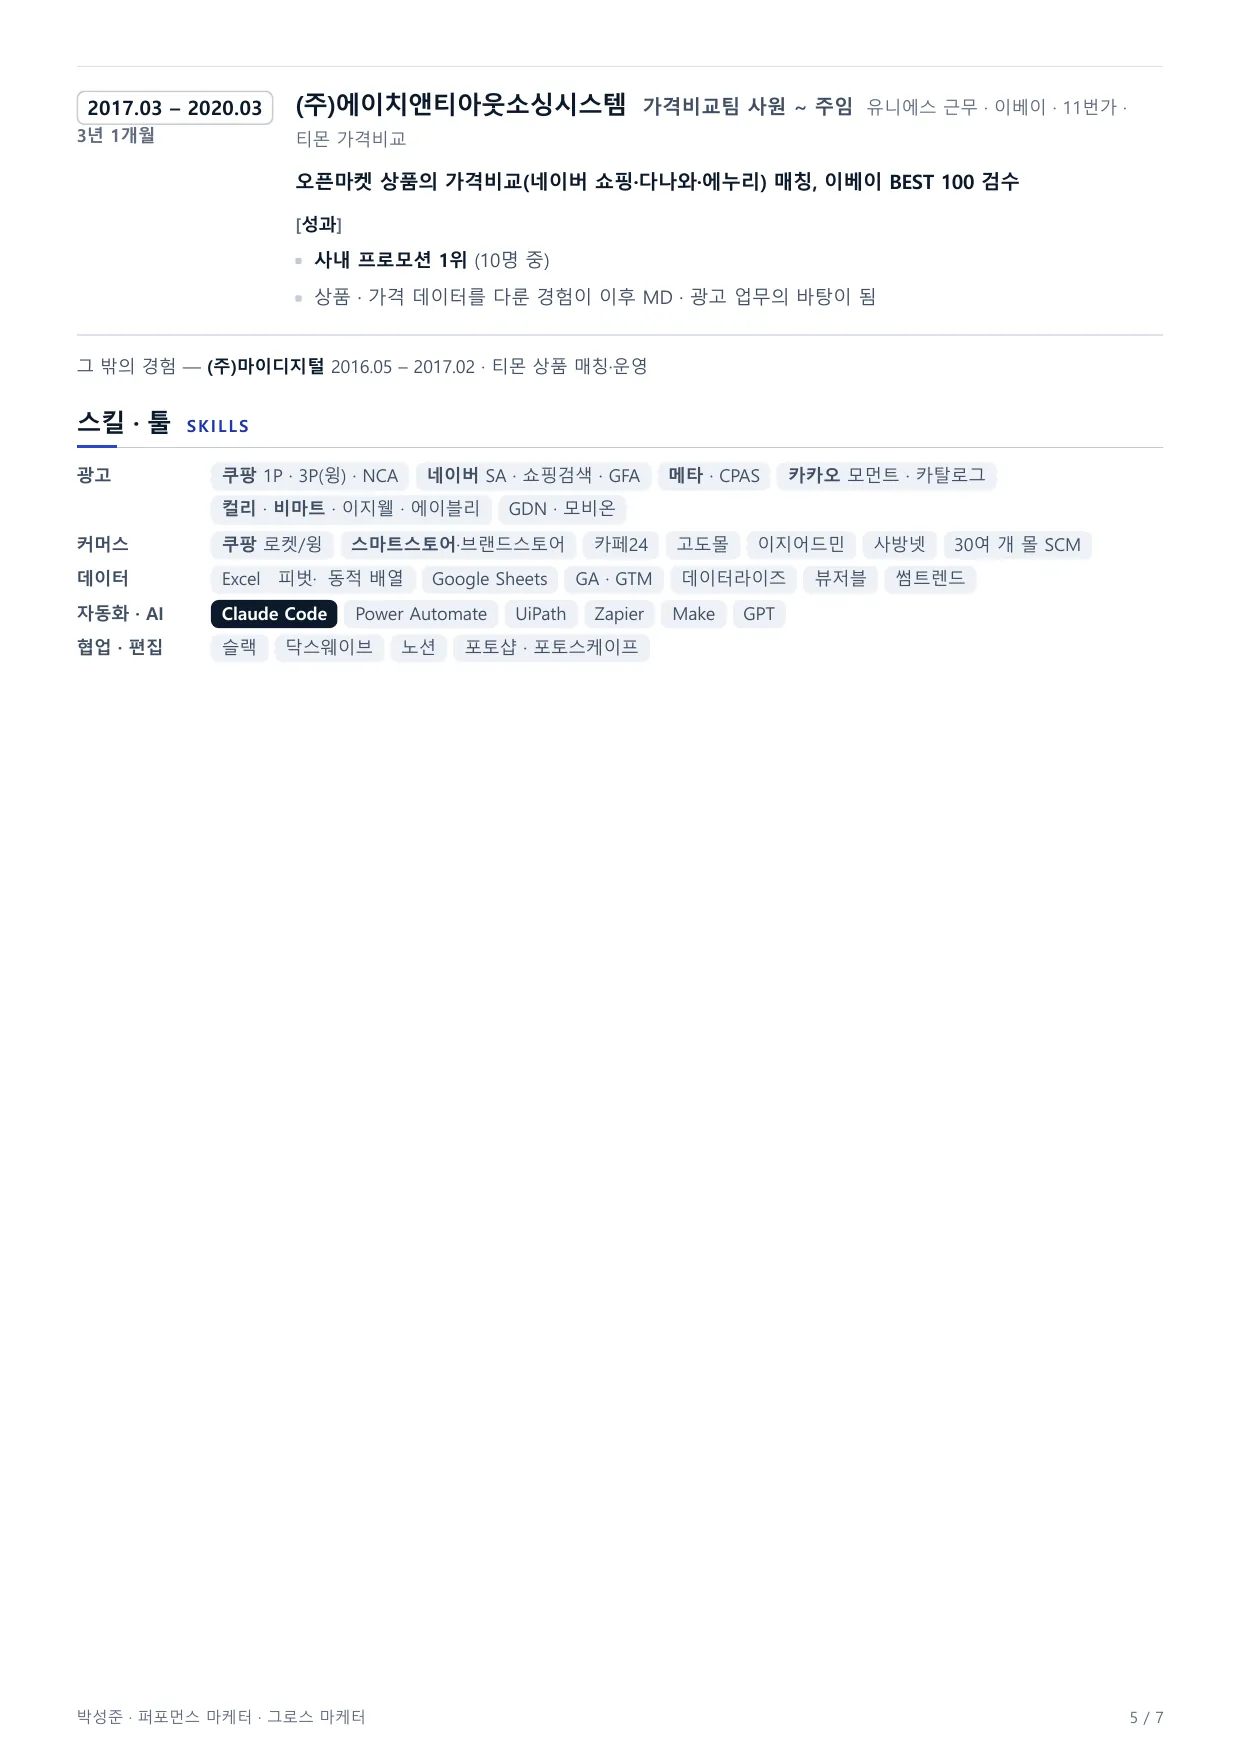 2017.03 – 2020.03 (주)에이치앤티아웃소싱시스템 가격비교팀 사원 ~ 주임 유니에스 근무 · 이베이 · 11번가 ·
3년 1개월 티몬 가격비교
오픈마켓 상품의 가격비교(네이버 쇼핑·다나와·에누리) 매칭, 이베이 BEST 100 검수
[성과]
사내 프로모션 1위 (10명 중)
상품 · 가격 데이터를 다룬 경험이 이후 MD · 광고 업무의 바탕이 됨
그 밖의 경험 — (주)마이디지털 2016.05 – 2017.02 · 티몬 상품 매칭·운영
스킬 · 툴 SKILLS
광고 쿠팡 1P · 3P(윙) · NCA 네이버 SA · 쇼핑검색 · GFA 메타 · CPAS 카카오 모먼트 · 카탈로그
컬리 · 비마트 · 이지웰 · 에이블리 GDN · 모비온
커머스 쿠팡 로켓/윙 스마트스토어·브랜드스토어 카페24 고도몰 이지어드민 사방넷 30여 개 몰 SCM
데이터 Excel 피벗· 동적 배열 Google Sheets GA · GTM 데이터라이즈 뷰저블 썸트렌드
자동화 · AI Claude Code Power Automate UiPath Zapier Make GPT
협업 · 편집 슬랙 닥스웨이브 노션 포토샵 · 포토스케이프
박성준 · 퍼포먼스 마케터 · 그로스 마케터 5 / 7